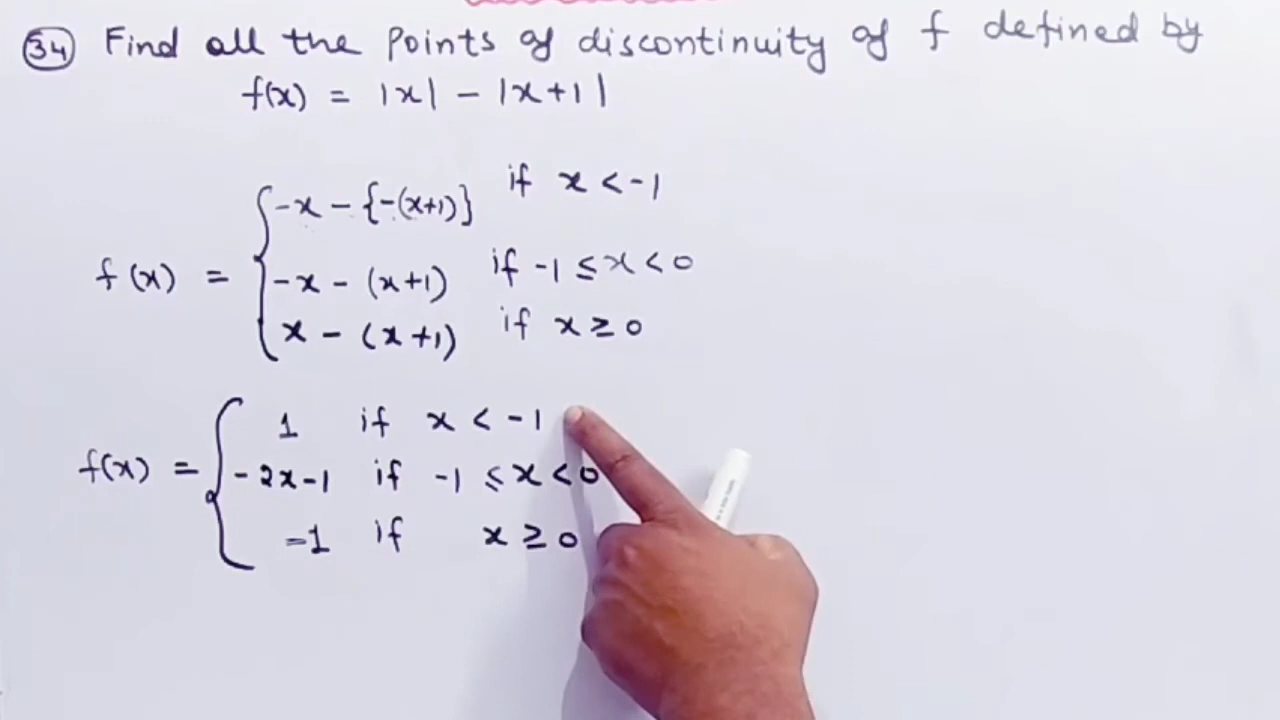 34 Find all the points of discontinuity of f defined by
f(x) = |x| - |x+1|
-x - {-(x+1)} if x < -1
f(x) = -x - (x+1) if -1 ≤ x < 0
x - (x+1) if x ≥ 0
1 if x < -1
f(x) = -2x-1 if -1 ≤ x < 0
-1 if x ≥ 0